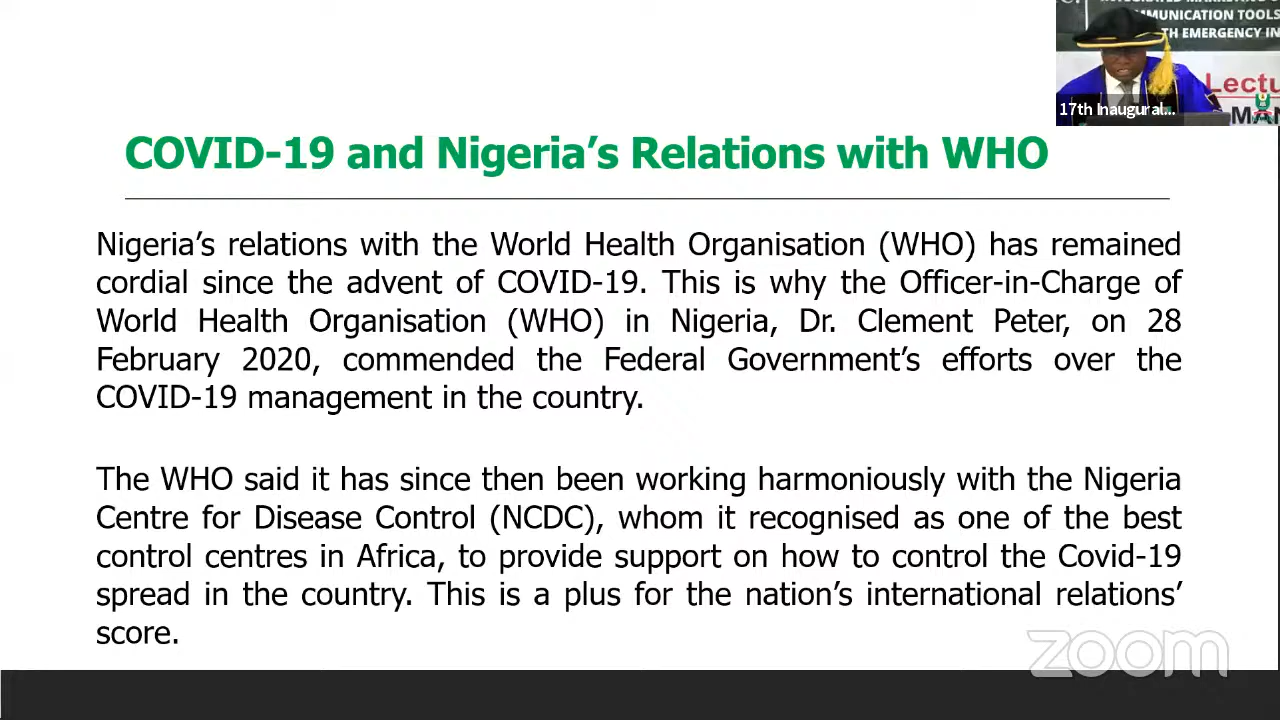 INTEGRATED MARKETING
COMMUNICATION TOOLS
TH EMERGENCY IN
Lectu
17th Inaugural...
COVID-19 and Nigeria’s Relations with WHO
Nigeria’s relations with the World Health Organisation (WHO) has remained
cordial since the advent of COVID-19. This is why the Officer-in-Charge of
World Health Organisation (WHO) in Nigeria, Dr. Clement Peter, on 28
February 2020, commended the Federal Government’s efforts over the
COVID-19 management in the country.
The WHO said it has since then been working harmoniously with the Nigeria
Centre for Disease Control (NCDC), whom it recognised as one of the best
control centres in Africa, to provide support on how to control the Covid-19
spread in the country. This is a plus for the nation’s international relations’
score.
zoom